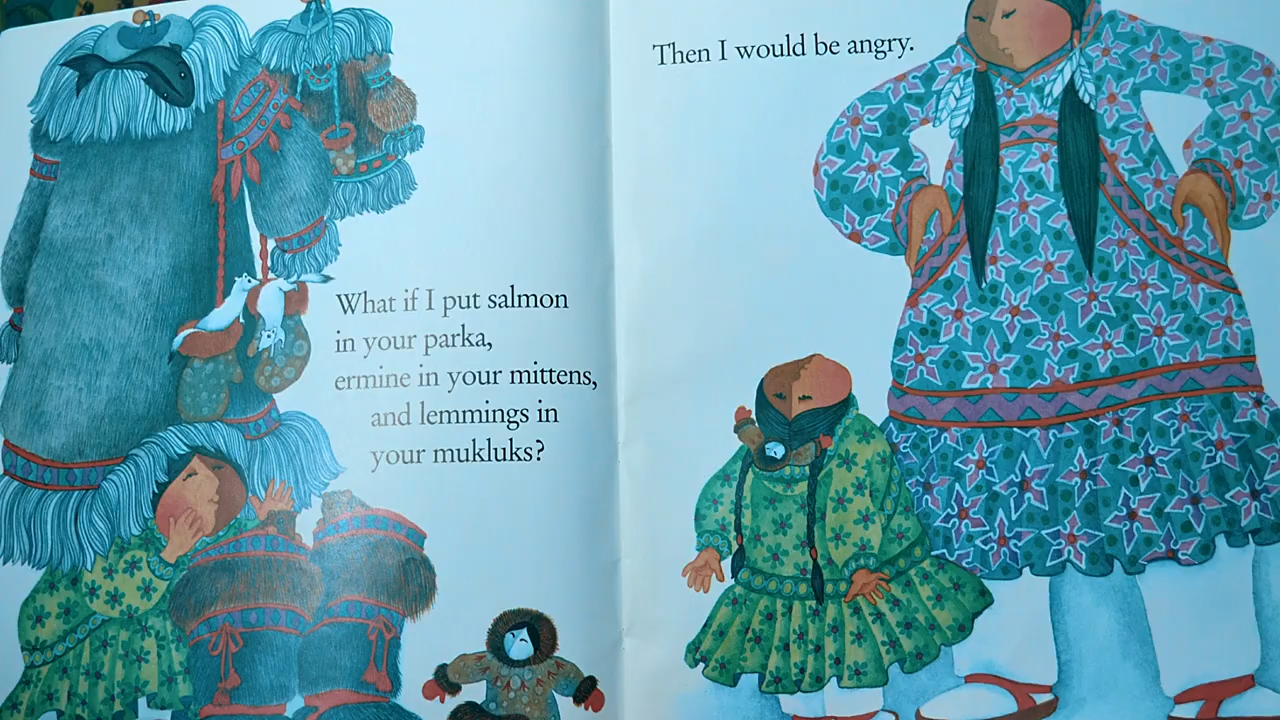 What if I put salmon
in your parka,
ermine in your mittens,
and lemmings in
your mukluks?
Then I would be angry.